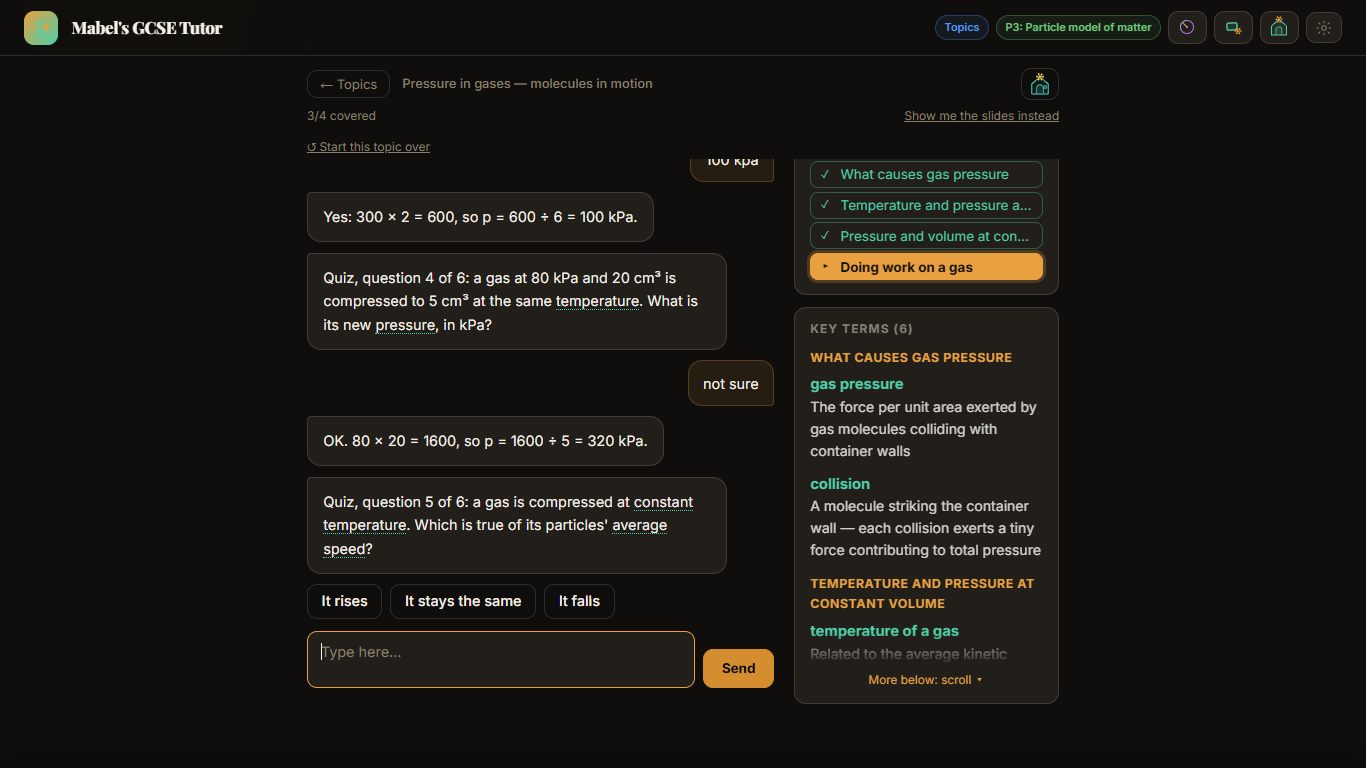 Mabel's GCSE Tutor
Topics
P3: Particle model of matter
← Topics
Pressure in gases — molecules in motion
3/4 covered
Show me the slides instead
↺ Start this topic over
100 kpa
Yes: 300 × 2 = 600, so p = 600 ÷ 6 = 100 kPa.
Quiz, question 4 of 6: a gas at 80 kPa and 20 cm³ is
compressed to 5 cm³ at the same temperature. What is
its new pressure, in kPa?
not sure
OK. 80 × 20 = 1600, so p = 1600 ÷ 5 = 320 kPa.
Quiz, question 5 of 6: a gas is compressed at constant
temperature. Which is true of its particles' average
speed?
It rises
It stays the same
It falls
Type here...
Send
✓ What causes gas pressure
✓ Temperature and pressure a...
✓ Pressure and volume at con...
▸ Doing work on a gas
KEY TERMS (6)
WHAT CAUSES GAS PRESSURE
gas pressure
The force per unit area exerted by
gas molecules colliding with
container walls
collision
A molecule striking the container
wall — each collision exerts a tiny
force contributing to total pressure
TEMPERATURE AND PRESSURE AT
CONSTANT VOLUME
temperature of a gas
Related to the average kinetic
More below: scroll ▾